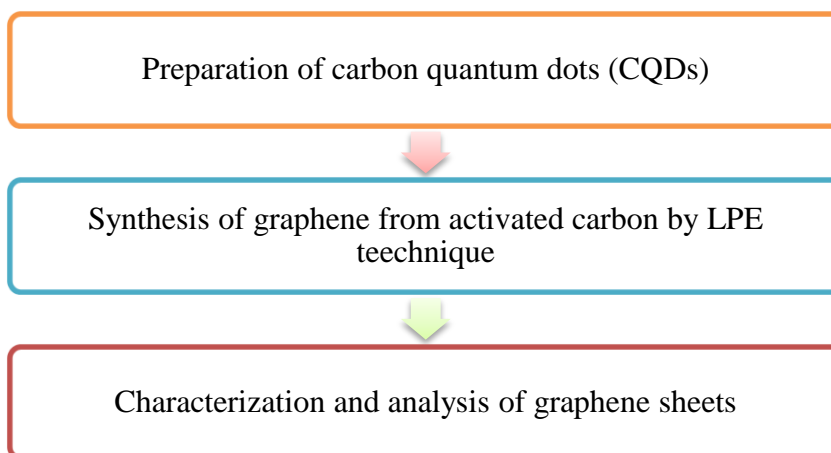 Preparation of carbon quantum dots (CQDs)
Synthesis of graphene from activated carbon by LPE
teechnique
Characterization and analysis of graphene sheets